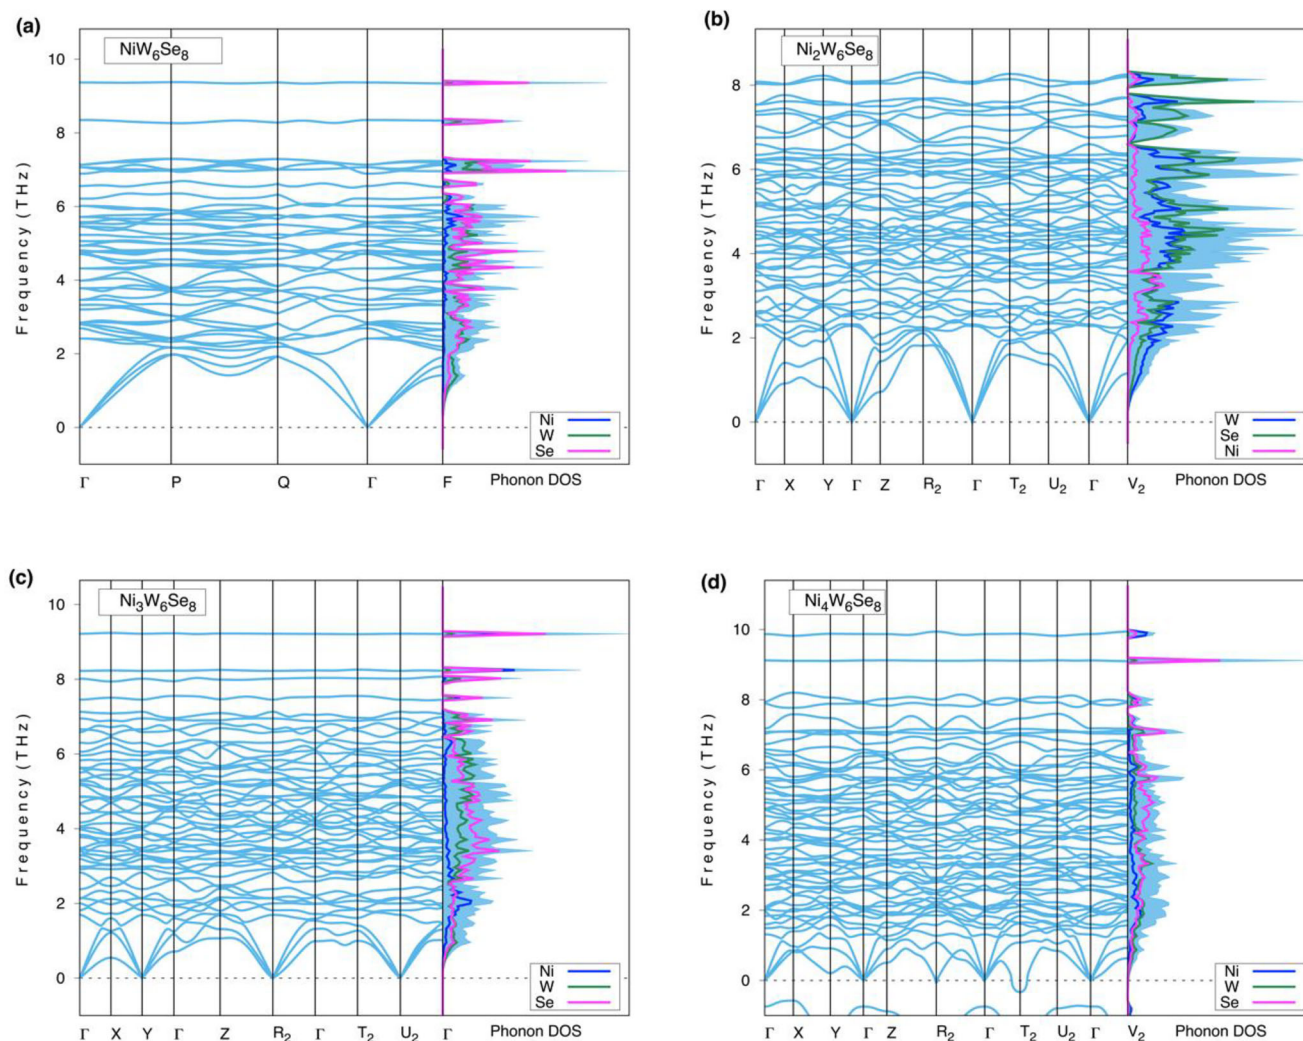 (a)
NiW₆Se₈
Frequency (THz)
10
8
6
4
2
0
Ni
W
Se
Γ P Q Γ F Phonon DOS
(b)
Ni₂W₆Se₈
Frequency (THz)
8
6
4
2
0
W
Se
Ni
Γ X Y Γ Z R₂ Γ T₂ U₂ Γ V₂ Phonon DOS
(c)
Ni₃W₆Se₈
Frequency (THz)
10
8
6
4
2
0
Ni
W
Se
Γ X Y Γ Z R₂ Γ T₂ U₂ Γ Phonon DOS
(d)
Ni₄W₆Se₈
Frequency (THz)
10
8
6
4
2
0
Ni
W
Se
Γ X Y Γ Z R₂ Γ T₂ U₂ Γ V₂ Phonon DOS